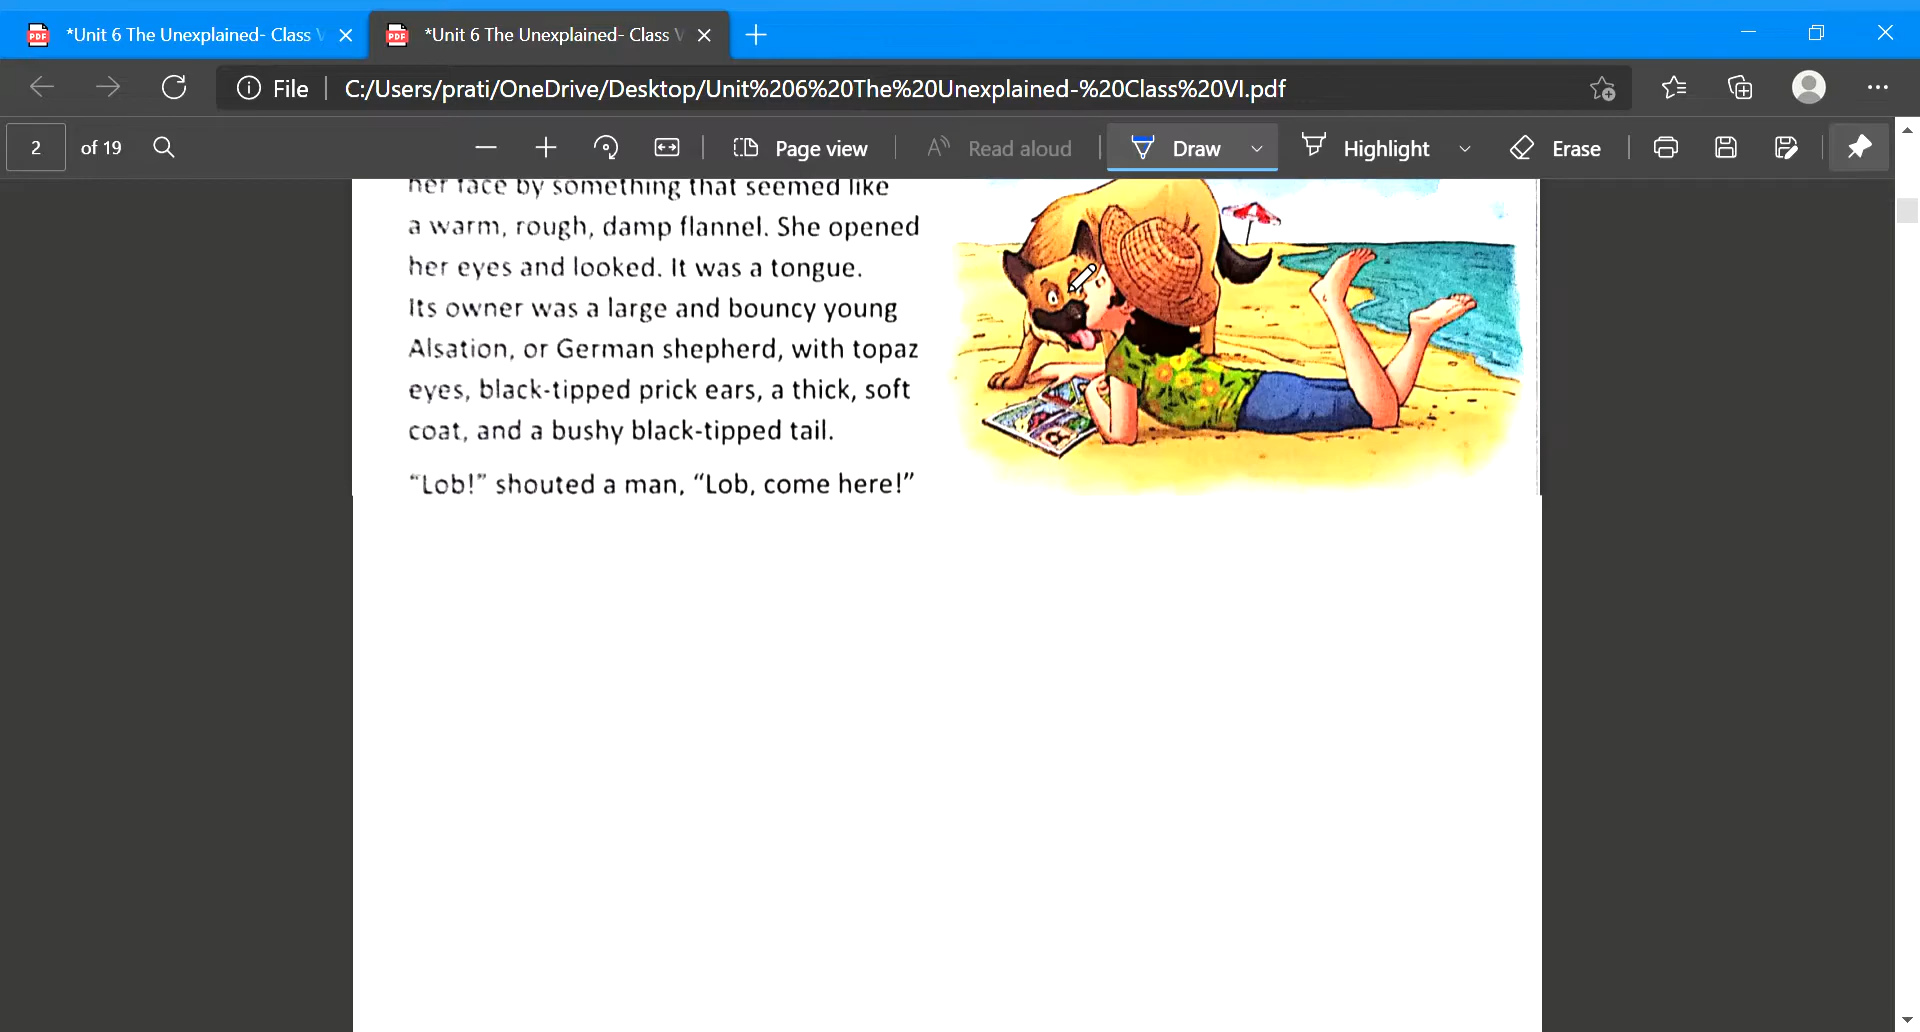 *Unit 6 The Unexplained- Class V
*Unit 6 The Unexplained- Class V
File
C:/Users/prati/OneDrive/Desktop/Unit%206%20The%20Unexplained-%20Class%20VI.pdf
2 of 19
Page view
Read aloud
Draw
Highlight
Erase
her face by something that seemed like
a warm, rough, damp flannel. She opened
her eyes and looked. It was a tongue.
Its owner was a large and bouncy young
Alsation, or German shepherd, with topaz
eyes, black-tipped prick ears, a thick, soft
coat, and a bushy black-tipped tail.
“Lob!” shouted a man, “Lob, come here!”